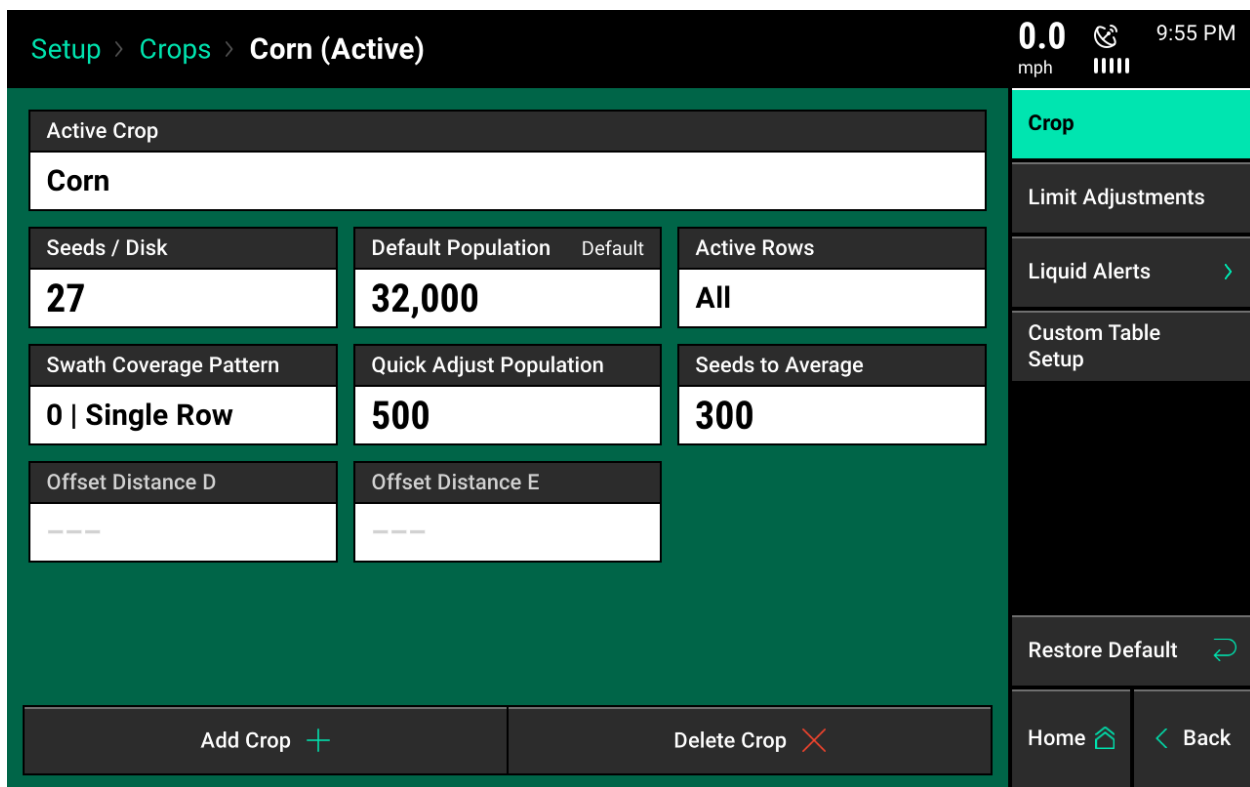 Setup > Crops > Corn (Active)
0.0
mph
9:55 PM
Active Crop
Corn
Seeds / Disk
27
Default Population Default
32,000
Active Rows
All
Swath Coverage Pattern
0 | Single Row
Quick Adjust Population
500
Seeds to Average
300
Offset Distance D
---
Offset Distance E
---
Add Crop
Delete Crop
Crop
Limit Adjustments
Liquid Alerts >
Custom Table
Setup
Restore Default
Home
< Back